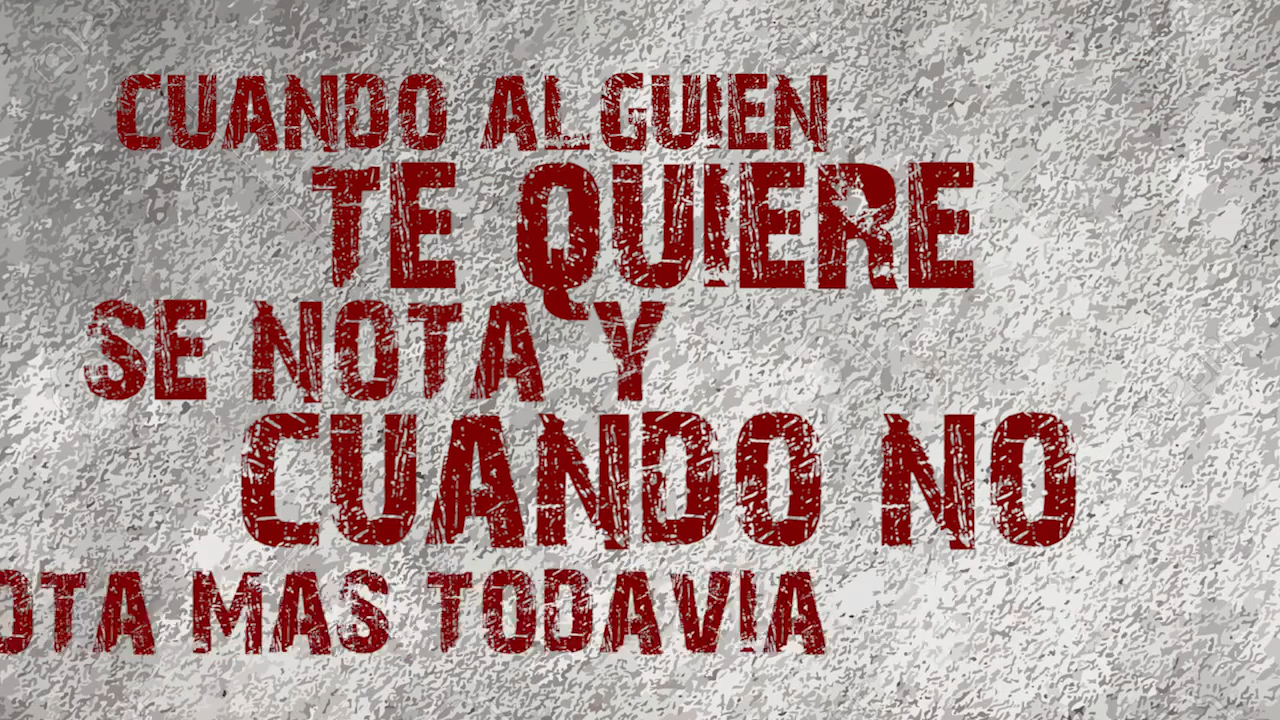 CUANDO ALGUIEN
TE QUIERE
SE NOTA Y
CUANDO NO
OTA MAS TODAVIA